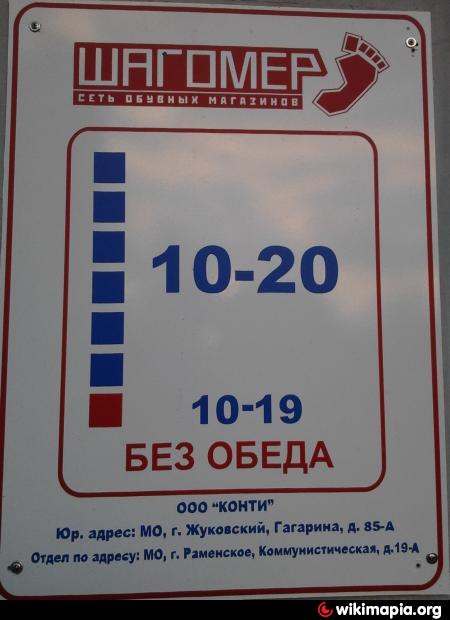 ШАГОМЕР
СЕТЬ ОБУВНЫХ МАГАЗИНОВ
10-20
10-19
БЕЗ ОБЕДА
ООО "КОНТИ"
Юр. адрес: МО, г. Жуковский, Гагарина, д. 85-А
Отдел по адресу: МО, г. Раменское, Коммунистическая, д.19-А
wikimapia.org